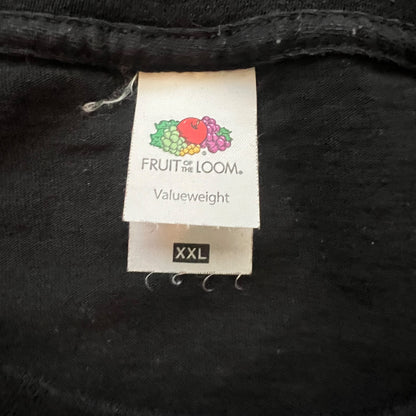 FRUIT OF THE LOOM®
Valueweight
XXL